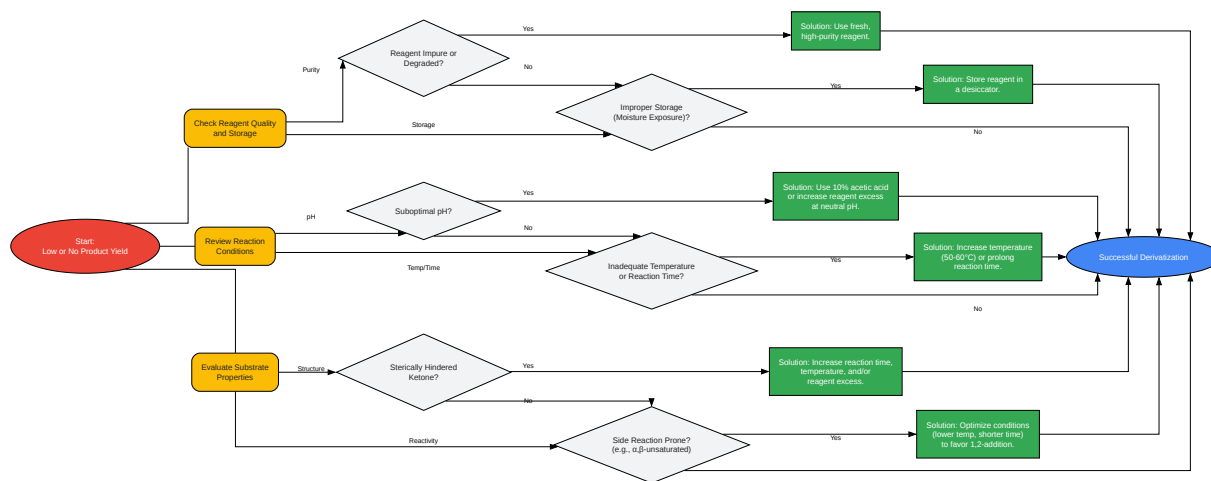 Yes
Solution: Use fresh,
high-purity reagent.
Reagent Impure or
Degraded?
Purity
No
Improper Storage
(Moisture Exposure)?
Yes
Solution: Store reagent in
a desiccator.
Check Reagent Quality
and Storage
Storage
No
Yes
Solution: Use 10% acetic acid
or increase reagent excess
at neutral pH.
Suboptimal pH?
pH
No
Start:
Low or No Product Yield
Review Reaction
Conditions
Temp/Time
Inadequate Temperature
or Reaction Time?
Yes
Solution: Increase temperature
(50-60°C) or prolong
reaction time.
Successful Derivatization
No
Evaluate Substrate
Properties
Structure
Sterically Hindered
Ketone?
Yes
Solution: Increase reaction time,
temperature, and/or
reagent excess.
No
Reactivity
Side Reaction Prone?
(e.g., α,β-unsaturated)
Yes
Solution: Optimize conditions
(lower temp, shorter time)
to favor 1,2-addition.